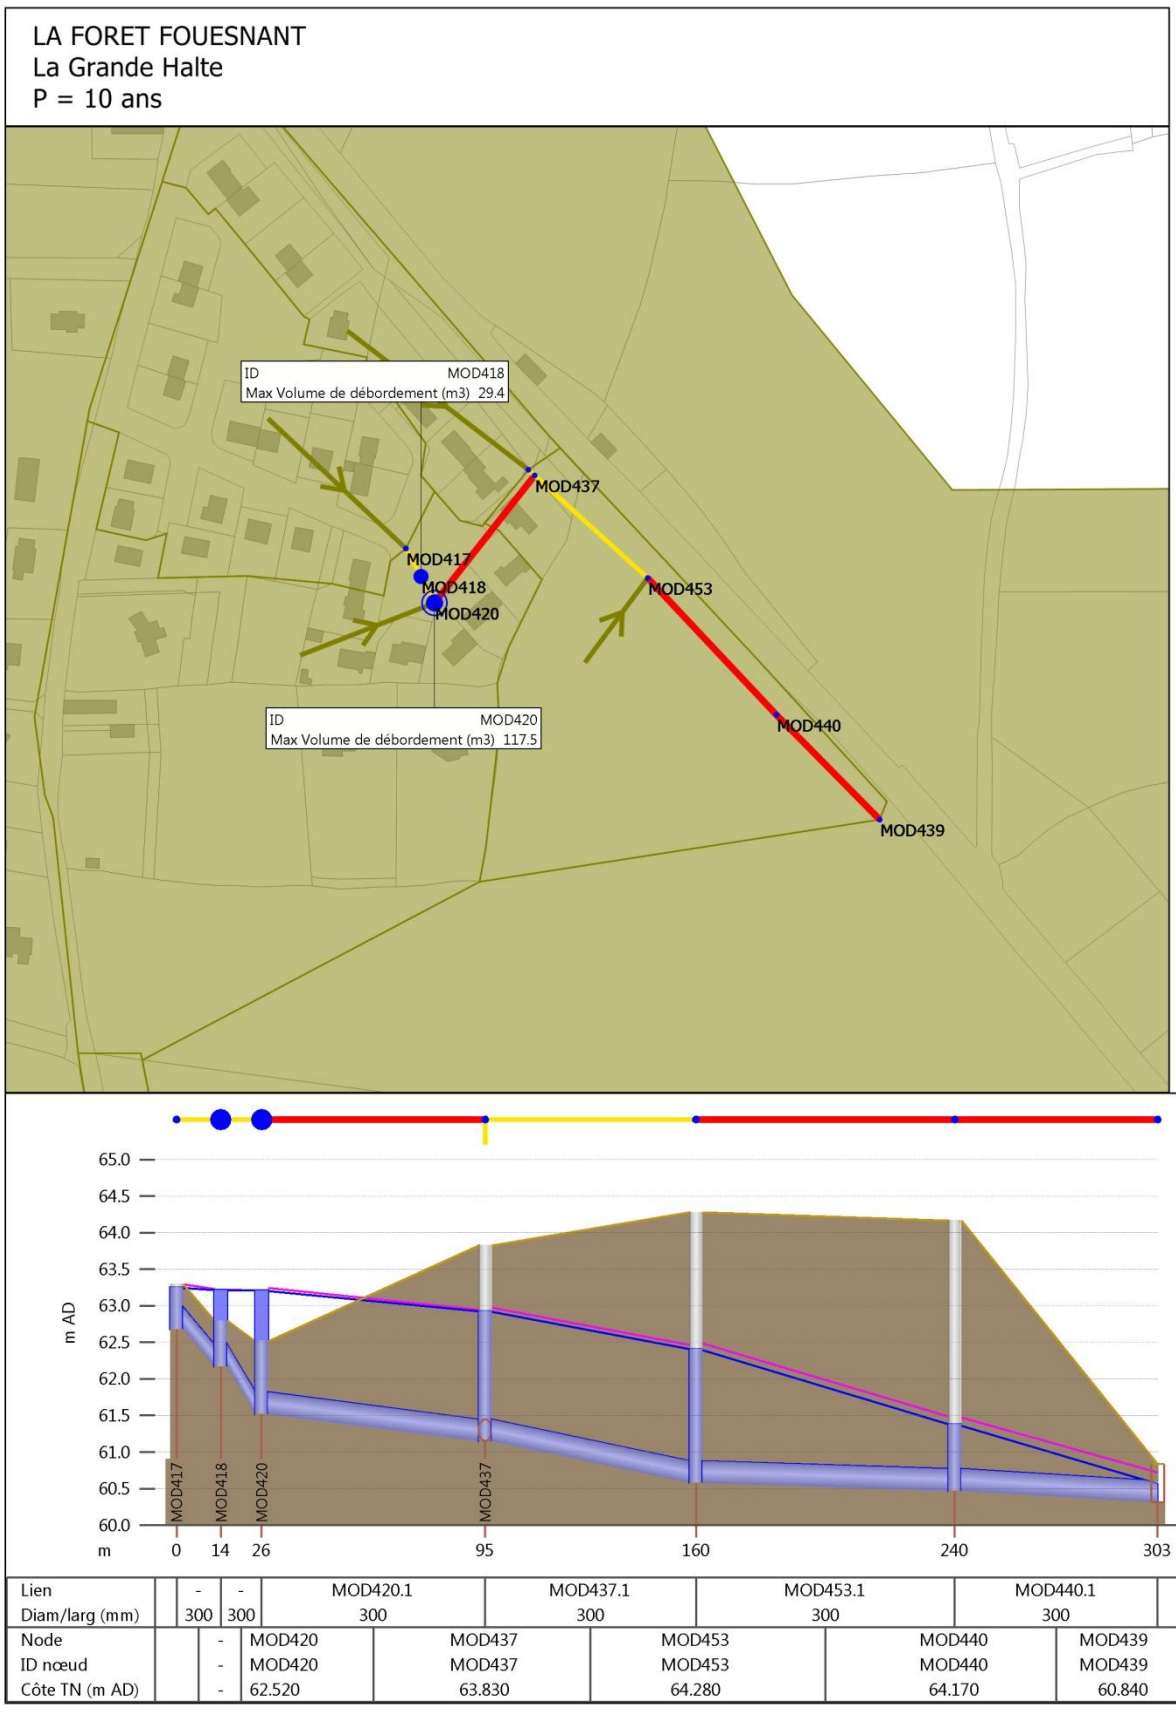 LA FORET FOUESNANT
La Grande Halte
P = 10 ans
ID MOD418
Max Volume de débordement (m3) 29.4
MOD437
MOD417
MOD418
MOD453
MOD420
ID MOD420
Max Volume de débordement (m3) 117.5
MOD440
MOD439
65.0
64.5
64.0
63.5
63.0
62.5
62.0
61.5
61.0
60.5
60.0
m AD
MOD417
MOD418
MOD420
MOD437
m 0 14 26 95 160 240 303
Lien - - MOD420.1 MOD437.1 MOD453.1 MOD440.1
Diam/larg (mm) 300 300 300 300 300 300
Node - MOD420 MOD437 MOD453 MOD440 MOD439
ID nœud - MOD420 MOD437 MOD453 MOD440 MOD439
Côte TN (m AD) - 62.520 63.830 64.280 64.170 60.840